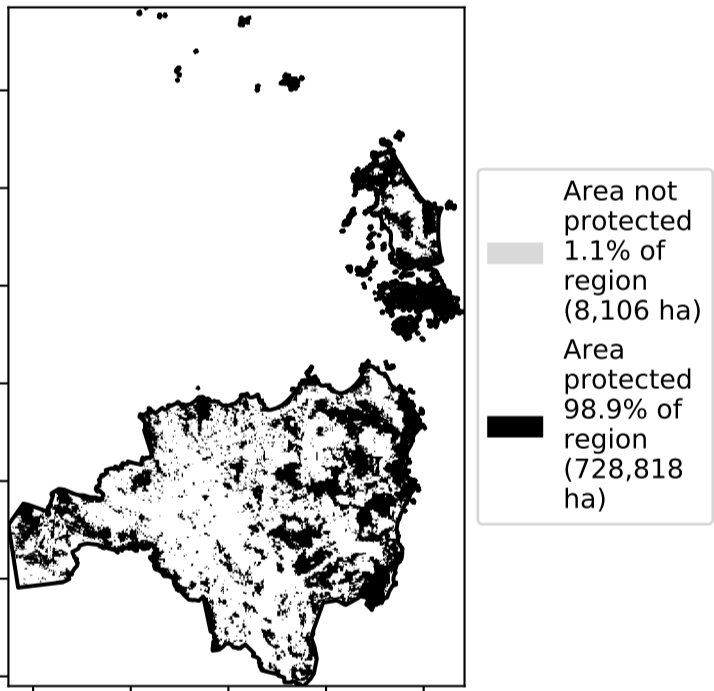 Area not
protected
1.1% of
region
(8,106 ha)
Area
protected
98.9% of
region
(728,818
ha)